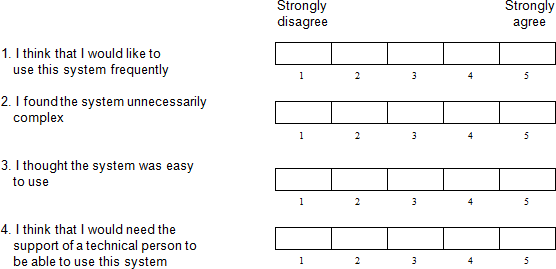 Strongly disagree
Strongly agree
1. I think that I would like to
use this system frequently
1 2 3 4 5
2. I found the system unnecessarily
complex
1 2 3 4 5
3. I thought the system was easy
to use
1 2 3 4 5
4. I think that I would need the
support of a technical person to
be able to use this system
1 2 3 4 5